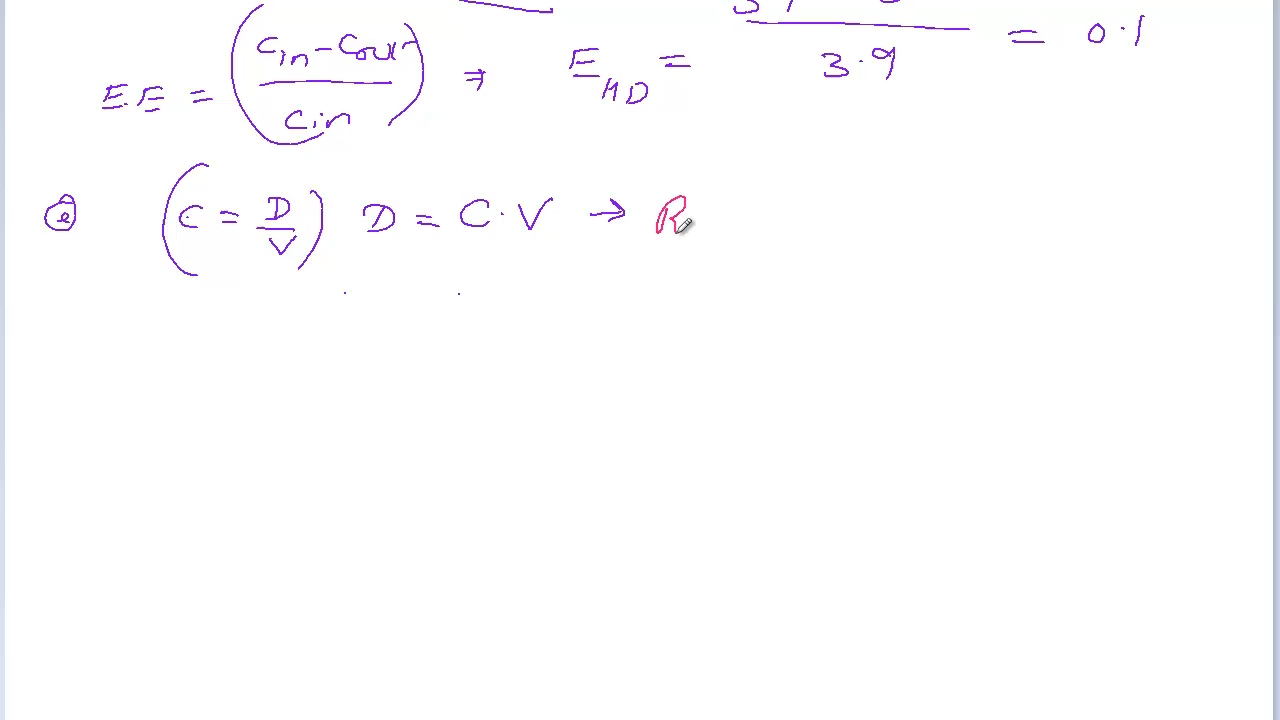 EE = (Cin - Cout / Cin) ⇒ E_HD = / 3.9 = 0.1
(e) (C = D/V) D = C·V → R